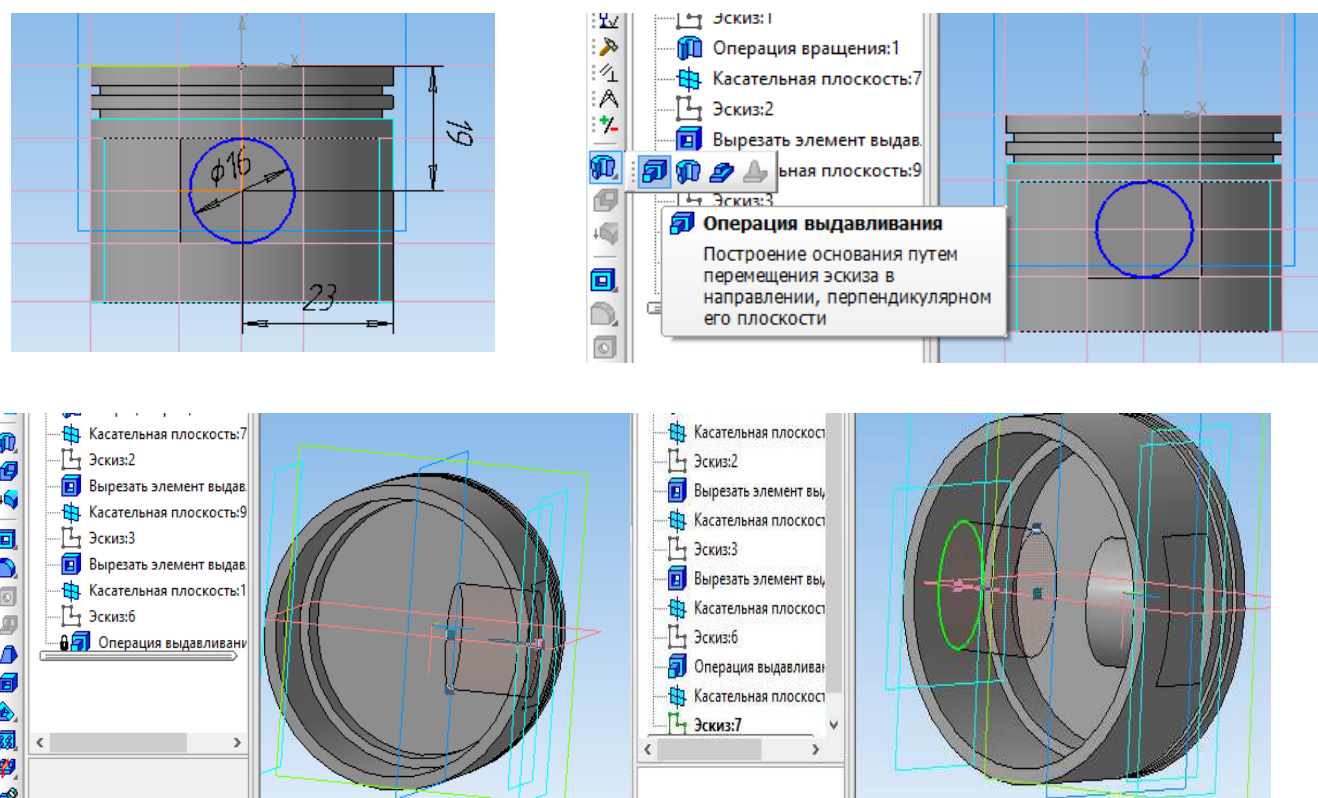 X
19
ϕ16
23
Эскиз:1
Операция вращения:1
Касательная плоскость:7
Эскиз:2
Вырезать элемент выдав.
ьная плоскость:9
Эскиз:3
Операция выдавливания
Построение основания путем
перемещения эскиза в
направлении, перпендикулярном
его плоскости
Y
X
Касательная плоскость:7
Эскиз:2
Вырезать элемент выдав.
Касательная плоскость:9
Эскиз:3
Вырезать элемент выдав.
Касательная плоскость:1
Эскиз:6
Операция выдавливани
Касательная плоскост
Эскиз:2
Вырезать элемент вы
Касательная плоскост
Эскиз:3
Вырезать элемент вы
Касательная плоскост
Эскиз:6
Операция выдавливан
Касательная плоскост
Эскиз:7